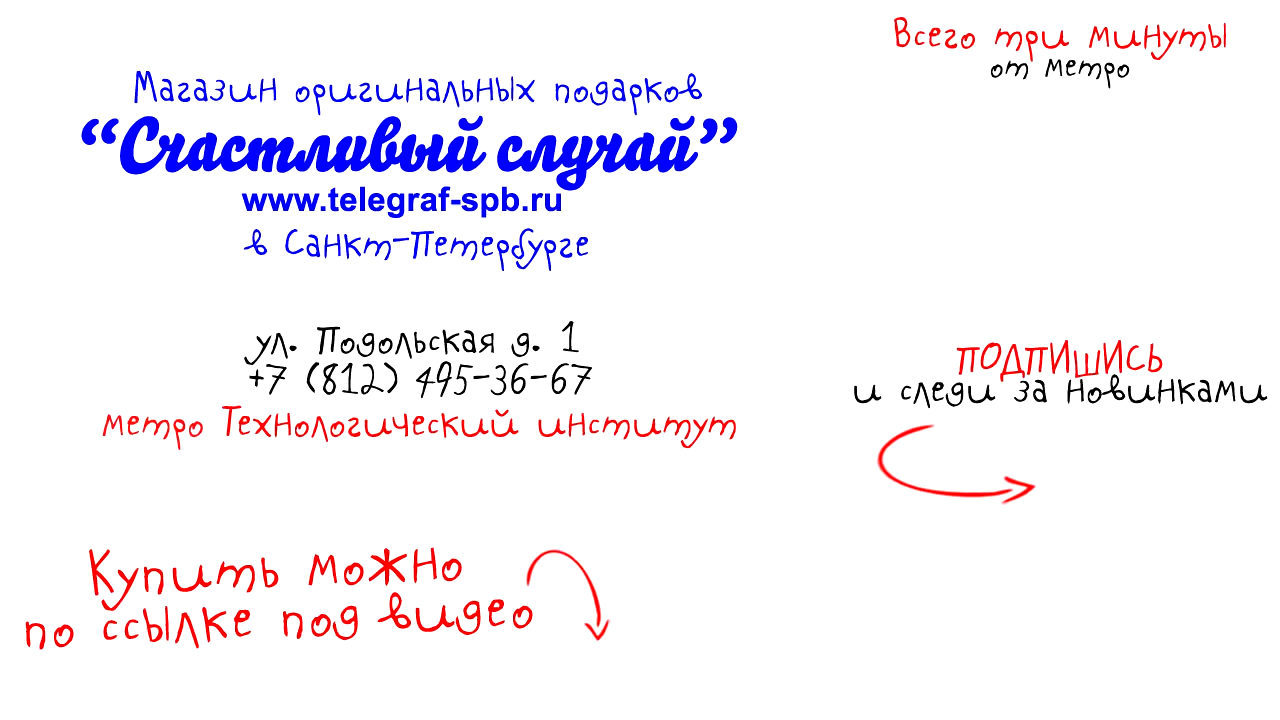 Всего три минуты
от метро
Магазин оригинальных подарков
“Счастливый случай”
www.telegraf-spb.ru
в Санкт-Петербурге
ул. Подольская д. 1
+7 (812) 495-36-67
метро Технологический институт
ПОДПИШИСЬ
и следи за новинками
Купить можно
по ссылке под видео